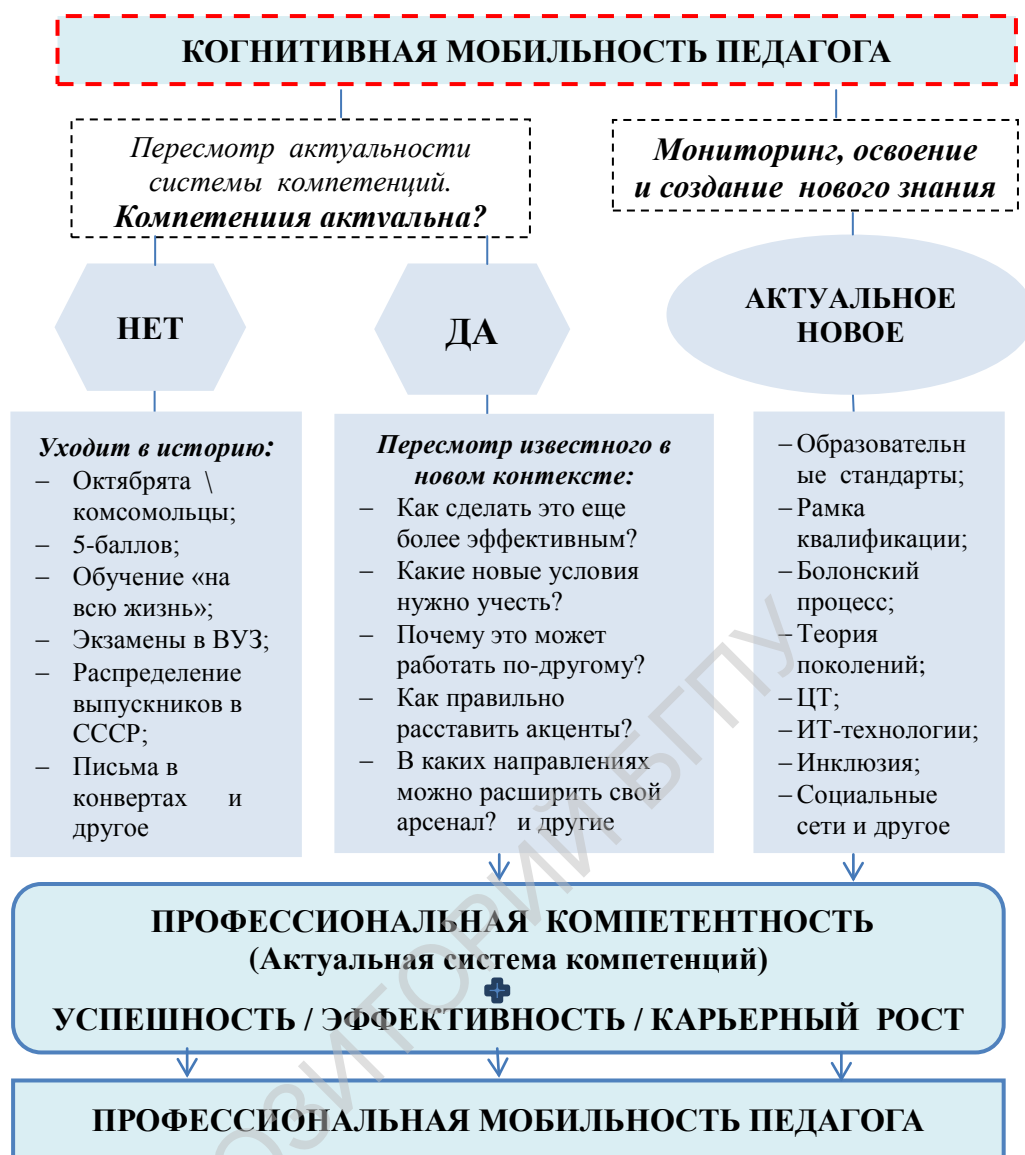 КОГНИТИВНАЯ МОБИЛЬНОСТЬ ПЕДАГОГА
Пересмотр актуальности
системы компетенций.
Компетенция актуальна?
Мониторинг, освоение
и создание нового знания
НЕТ
ДА
АКТУАЛЬНОЕ
НОВОЕ
Уходит в историю:
– Октябрята \
комсомольцы;
– 5-баллов;
– Обучение «на
всю жизнь»;
– Экзамены в ВУЗ;
– Распределение
выпускников в
СССР;
– Письма в
конвертах и
другое
Пересмотр известного в
новом контексте:
– Как сделать это еще
более эффективным?
– Какие новые условия
нужно учесть?
– Почему это может
работать по-другому?
– Как правильно
расставить акценты?
– В каких направлениях
можно расширить свой
арсенал? и другие
– Образовательн
ые стандарты;
– Рамка
квалификации;
– Болонский
процесс;
– Теория
поколений;
– ЦТ;
– ИТ-технологии;
– Инклюзия;
– Социальные
сети и другое
ПРОФЕССИОНАЛЬНАЯ КОМПЕТЕНТНОСТЬ
(Актуальная система компетенций)
УСПЕШНОСТЬ / ЭФФЕКТИВНОСТЬ / КАРЬЕРНЫЙ РОСТ
ПРОФЕССИОНАЛЬНАЯ МОБИЛЬНОСТЬ ПЕДАГОГА
ОЗИТОРИЙ БГПУ